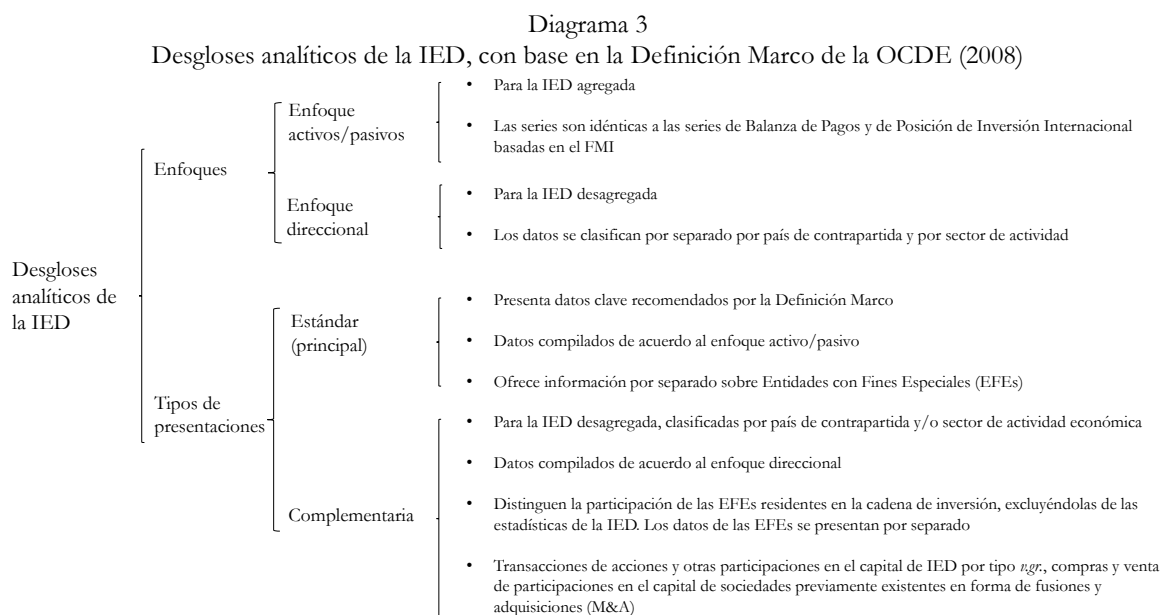 Diagrama 3
Desgloses analíticos de la IED, con base en la Definición Marco de la OCDE (2008)
Desgloses
analíticos de
la IED
Enfoques
Enfoque
activos/pasivos
• Para la IED agregada
• Las series son idénticas a las series de Balanza de Pagos y de Posición de Inversión Internacional
basadas en el FMI
Enfoque
direccional
• Para la IED desagregada
• Los datos se clasifican por separado por país de contrapartida y por sector de actividad
Tipos de
presentaciones
Estándar
(principal)
• Presenta datos clave recomendados por la Definición Marco
• Datos compilados de acuerdo al enfoque activo/pasivo
• Ofrece información por separado sobre Entidades con Fines Especiales (EFEs)
Complementaria
• Para la IED desagregada, clasificadas por país de contrapartida y/o sector de actividad económica
• Datos compilados de acuerdo al enfoque direccional
• Distinguen la participación de las EFEs residentes en la cadena de inversión, excluyéndolas de las
estadísticas de la IED. Los datos de las EFEs se presentan por separado
• Transacciones de acciones y otras participaciones en el capital de IED por tipo v.gr., compras y venta
de participaciones en el capital de sociedades previamente existentes en forma de fusiones y
adquisiciones (M&A)